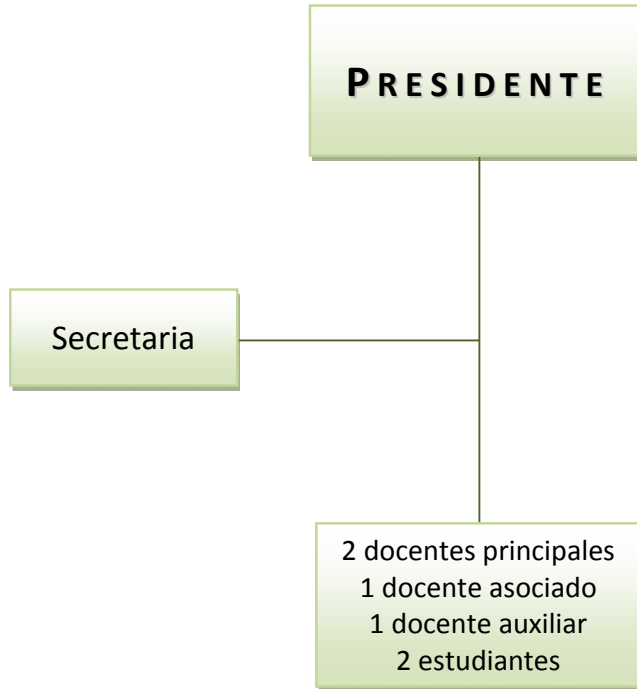 PRESIDENTE
Secretaria
2 docentes principales
1 docente asociado
1 docente auxiliar
2 estudiantes